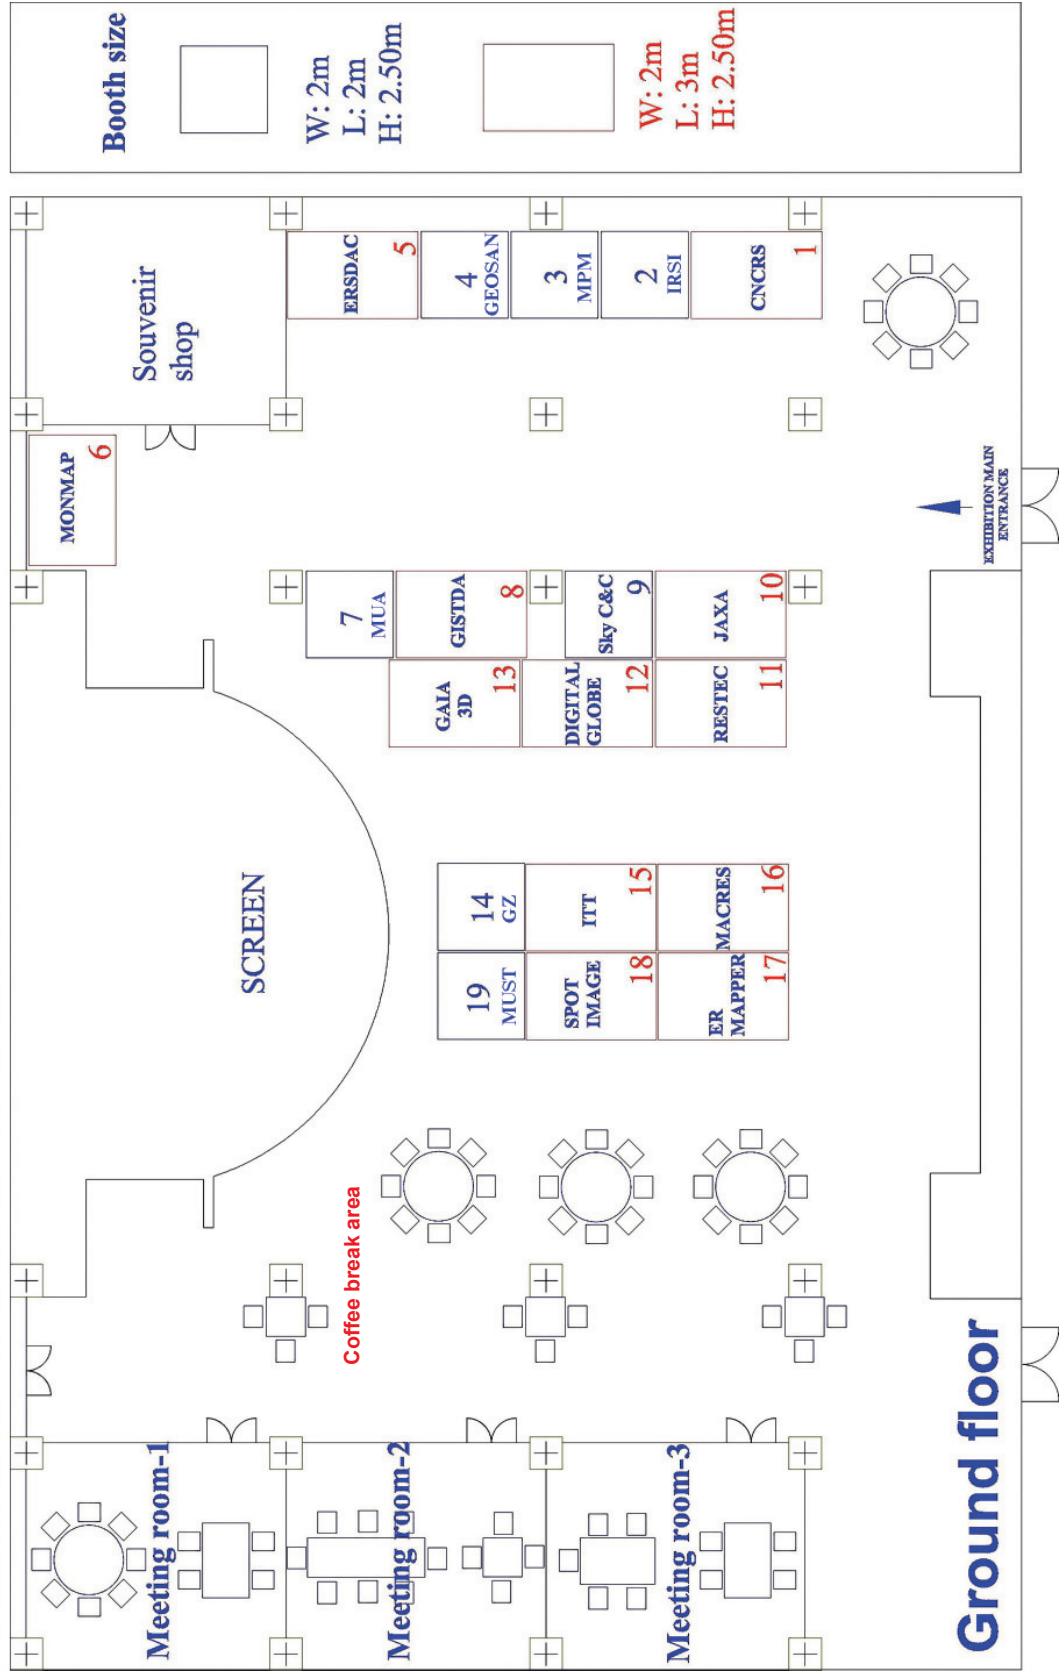 Booth size
W: 2m
L: 2m
H: 2.50m
W: 2m
L: 3m
H: 2.50m
Souvenir
shop
ERSDAC
5
4
GEOSAN
3
MPM
2
IRSI
CNCRS
1
MONMAP
6
EXHIBITION MAIN
ENTRANCE
7
MUA
GISTDA
8
Sky C&C
9
JAXA
10
GAIA
3D
13
DIGITAL
GLOBE
12
RESTEC
11
SCREEN
14
GZ
ITT
15
MACRES
16
19
MUST
SPOT
IMAGE
18
ER
MAPPER
17
Coffee break area
Meeting room-1
Meeting room-2
Meeting room-3
Ground floor